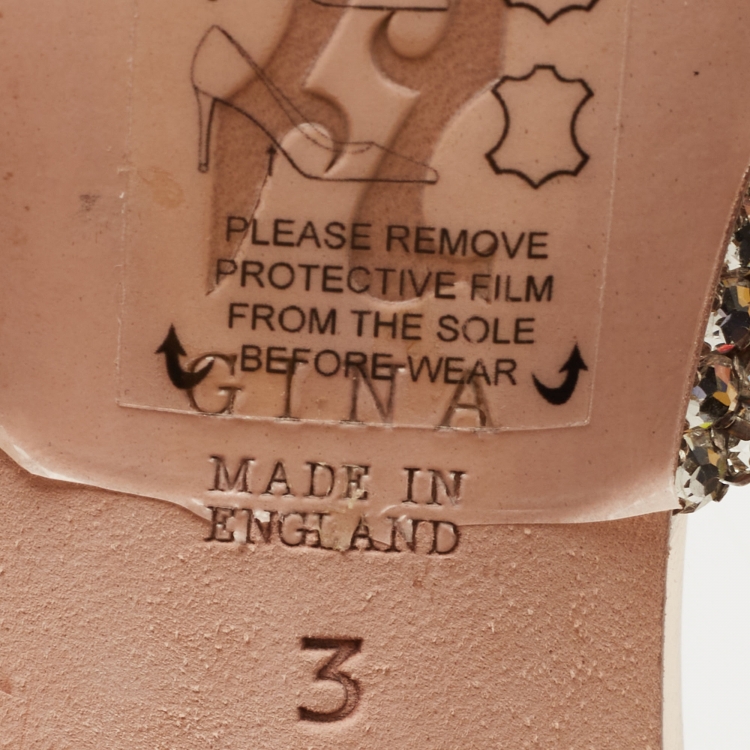 PLEASE REMOVE
PROTECTIVE FILM
FROM THE SOLE
BEFORE WEAR
GINA
MADE IN
ENGLAND
3